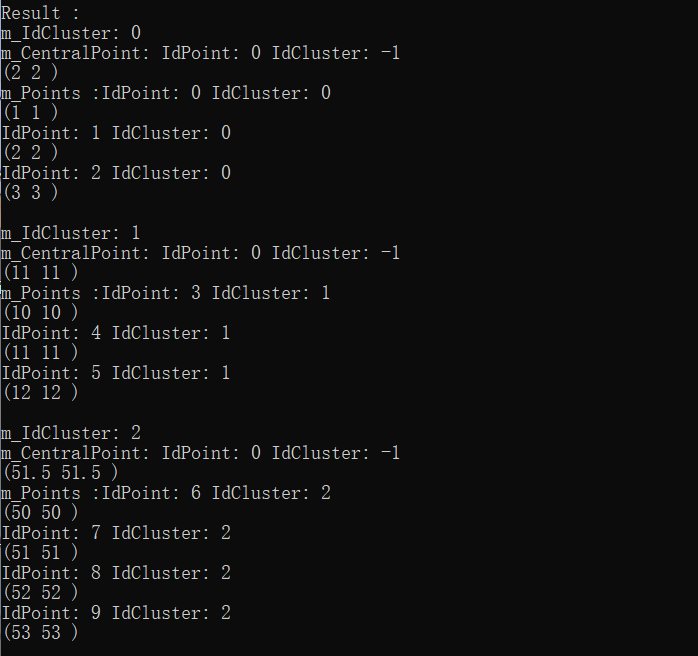 Result :
m_IdCluster: 0
m_CentralPoint: IdPoint: 0 IdCluster: -1
(2 2 )
m_Points :IdPoint: 0 IdCluster: 0
(1 1 )
IdPoint: 1 IdCluster: 0
(2 2 )
IdPoint: 2 IdCluster: 0
(3 3 )

m_IdCluster: 1
m_CentralPoint: IdPoint: 0 IdCluster: -1
(11 11 )
m_Points :IdPoint: 3 IdCluster: 1
(10 10 )
IdPoint: 4 IdCluster: 1
(11 11 )
IdPoint: 5 IdCluster: 1
(12 12 )

m_IdCluster: 2
m_CentralPoint: IdPoint: 0 IdCluster: -1
(51.5 51.5 )
m_Points :IdPoint: 6 IdCluster: 2
(50 50 )
IdPoint: 7 IdCluster: 2
(51 51 )
IdPoint: 8 IdCluster: 2
(52 52 )
IdPoint: 9 IdCluster: 2
(53 53 )